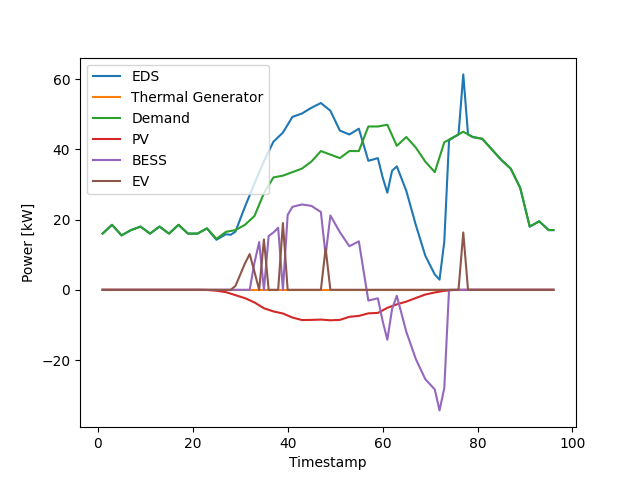 60
40
20
0
−20
Power [kW]
EDS
Thermal Generator
Demand
PV
BESS
EV
0
20
40
60
80
100
Timestamp